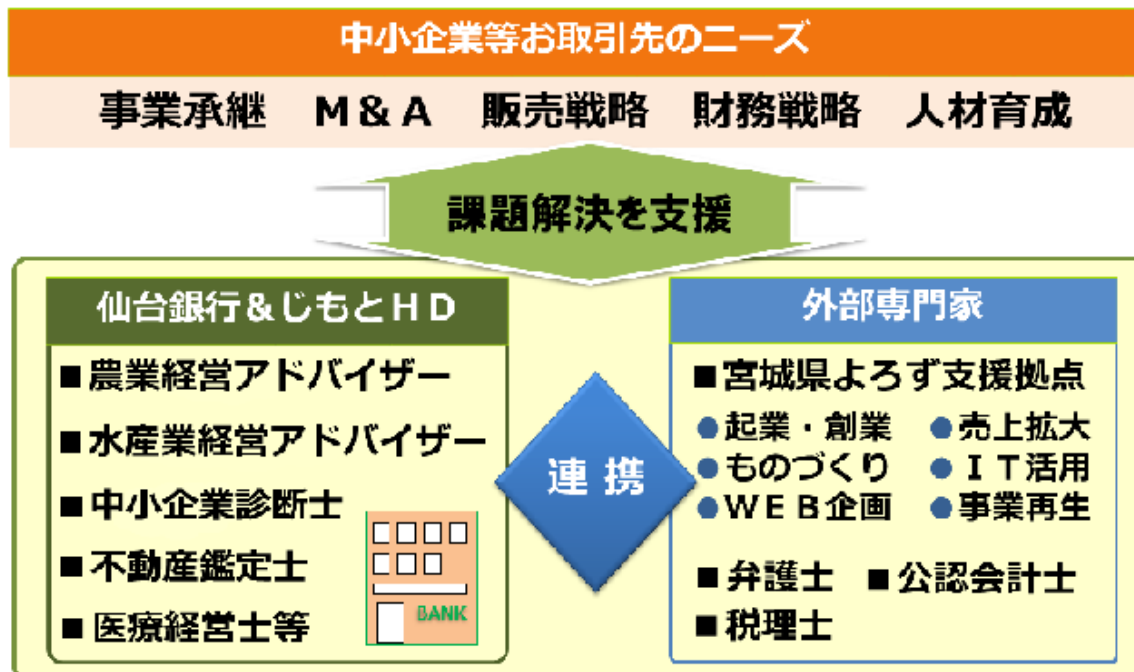 中小企業等お取引先のニーズ
事業承継 M&A 販売戦略 財務戦略 人材育成
課題解決を支援
仙台銀行&じもとHD
■農業経営アドバイザー
■水産業経営アドバイザー
■中小企業診断士
■不動産鑑定士
■医療経営士等
BANK
連携
外部専門家
■宮城県よろず支援拠点
●起業・創業 ●売上拡大
●ものづくり ●IT活用
●WEB企画 ●事業再生
■弁護士 ■公認会計士
■税理士